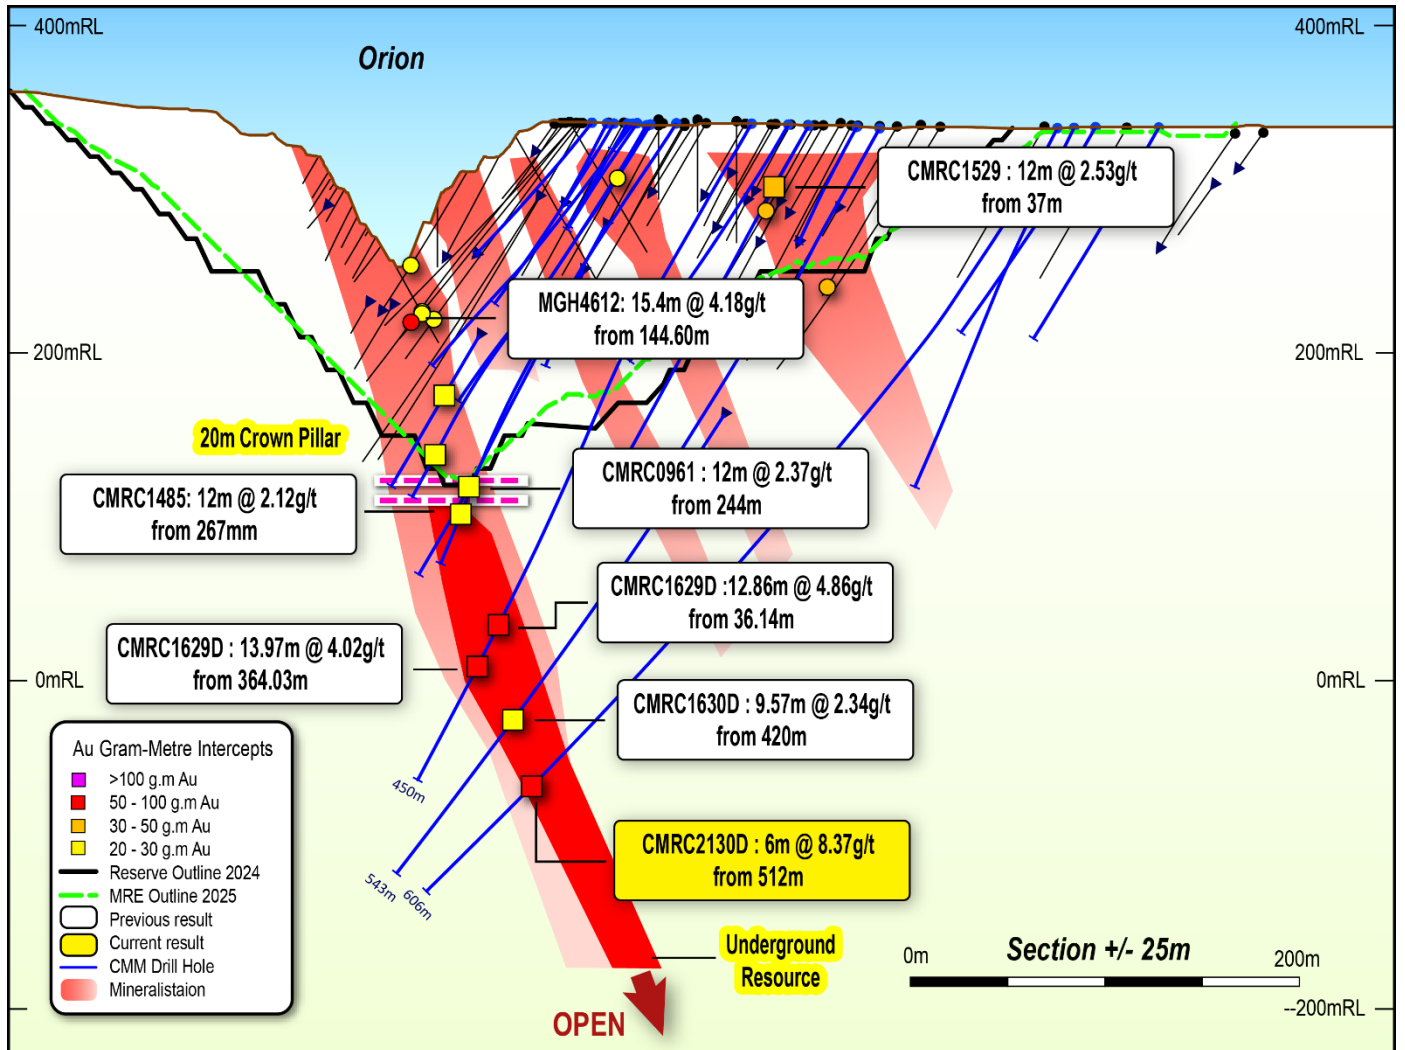 400mRL
400mRL
Orion
CMRC1529 : 12m @ 2.53g/t
from 37m
MGH4612: 15.4m @ 4.18g/t
from 144.60m
200mRL
200mRL
20m Crown Pillar
CMRC1485: 12m @ 2.12g/t
from 267mm
CMRC0961 : 12m @ 2.37g/t
from 244m
CMRC1629D :12.86m @ 4.86g/t
from 36.14m
CMRC1629D : 13.97m @ 4.02g/t
from 364.03m
0mRL
0mRL
CMRC1630D : 9.57m @ 2.34g/t
from 420m
450m
543m
606m
CMRC2130D : 6m @ 8.37g/t
from 512m
Au Gram-Metre Intercepts
>100 g.m Au
50 - 100 g.m Au
30 - 50 g.m Au
20 - 30 g.m Au
Reserve Outline 2024
MRE Outline 2025
Previous result
Current result
CMM Drill Hole
Mineralistaion
Underground
Resource
OPEN
0m
Section +/- 25m
200m
--200mRL